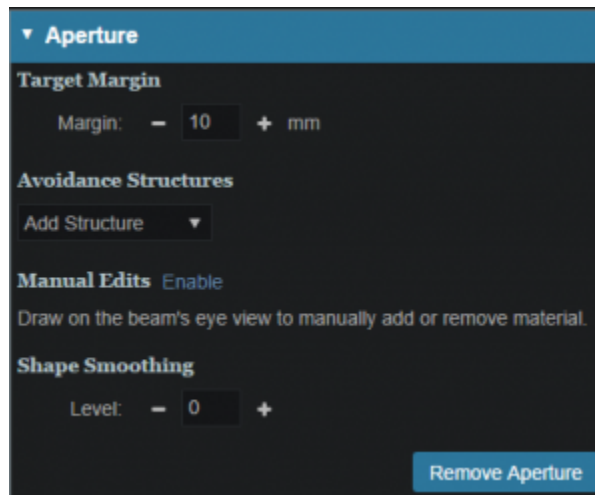 Aperture
Target Margin
Margin: − 10 + mm
Avoidance Structures
Add Structure
Manual Edits Enable
Draw on the beam's eye view to manually add or remove material.
Shape Smoothing
Level: − 0 +
Remove Aperture